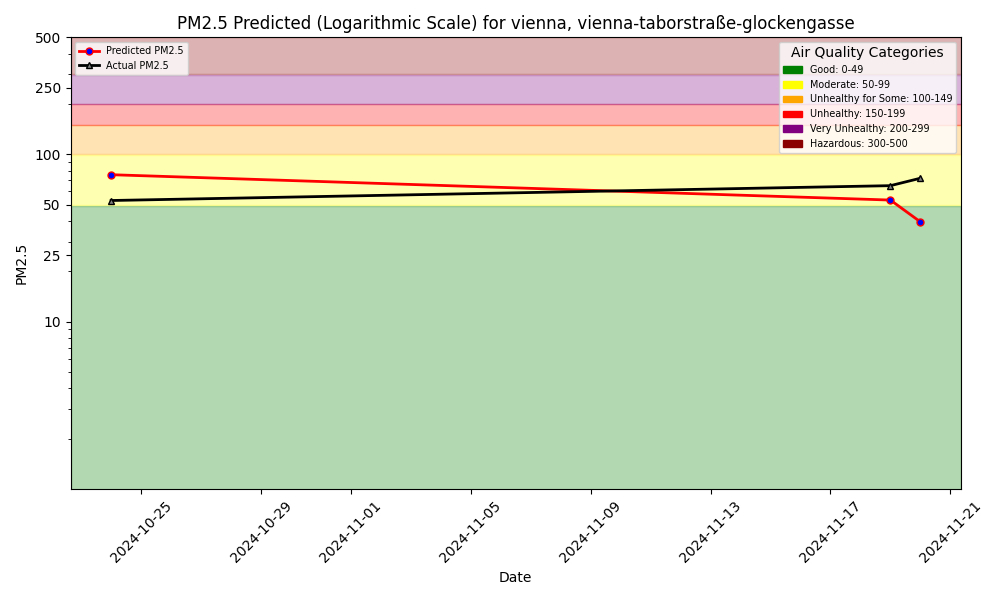 PM2.5 Predicted (Logarithmic Scale) for vienna, vienna-taborstraße-glockengasse
Predicted PM2.5
Actual PM2.5
Air Quality Categories
Good: 0-49
Moderate: 50-99
Unhealthy for Some: 100-149
Unhealthy: 150-199
Very Unhealthy: 200-299
Hazardous: 300-500
500
250
100
50
25
10
PM2.5
2024-10-25
2024-10-29
2024-11-01
2024-11-05
2024-11-09
2024-11-13
2024-11-17
2024-11-21
Date